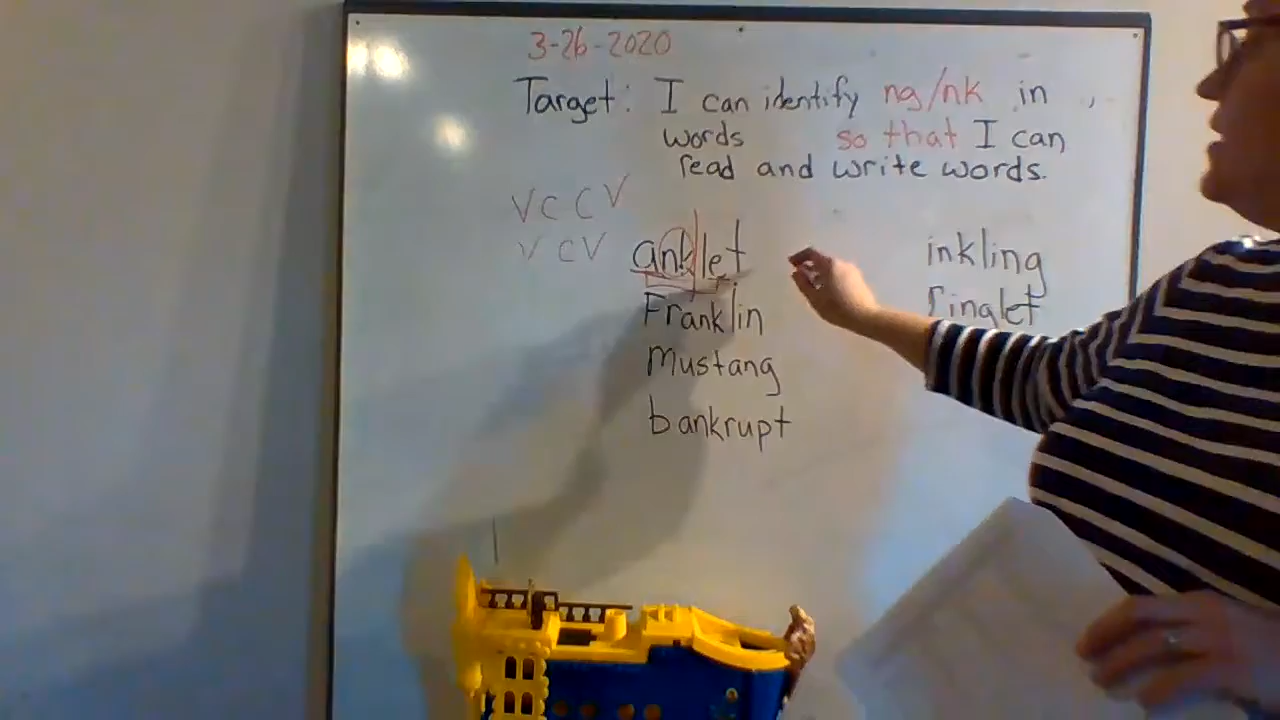 3-26-2020
Target: I can identify ng/nk in
words so that I can
read and write words.
VCCV
VCV
anklet
Franklin
Mustang
bankrupt
inkling
ringlet